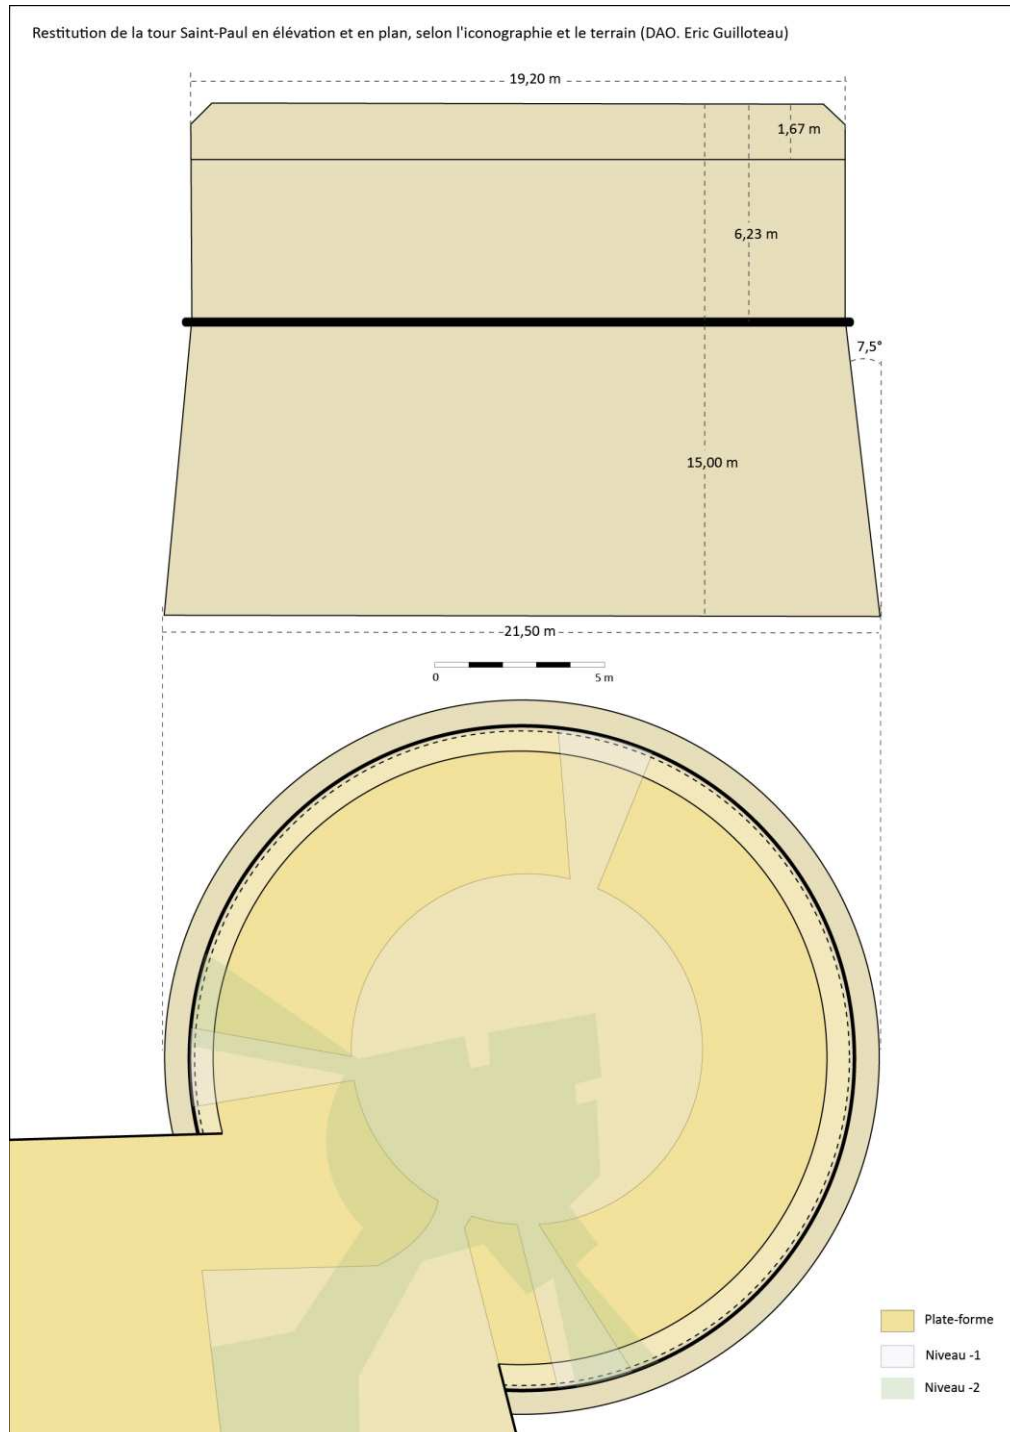 Restitution de la tour Saint-Paul en élévation et en plan, selon l'iconographie et le terrain (DAO. Eric Guilloteau)
19,20 m
1,67 m
6,23 m
7,5°
15,00 m
21,50 m
0 5 m
Plate-forme
Niveau -1
Niveau -2